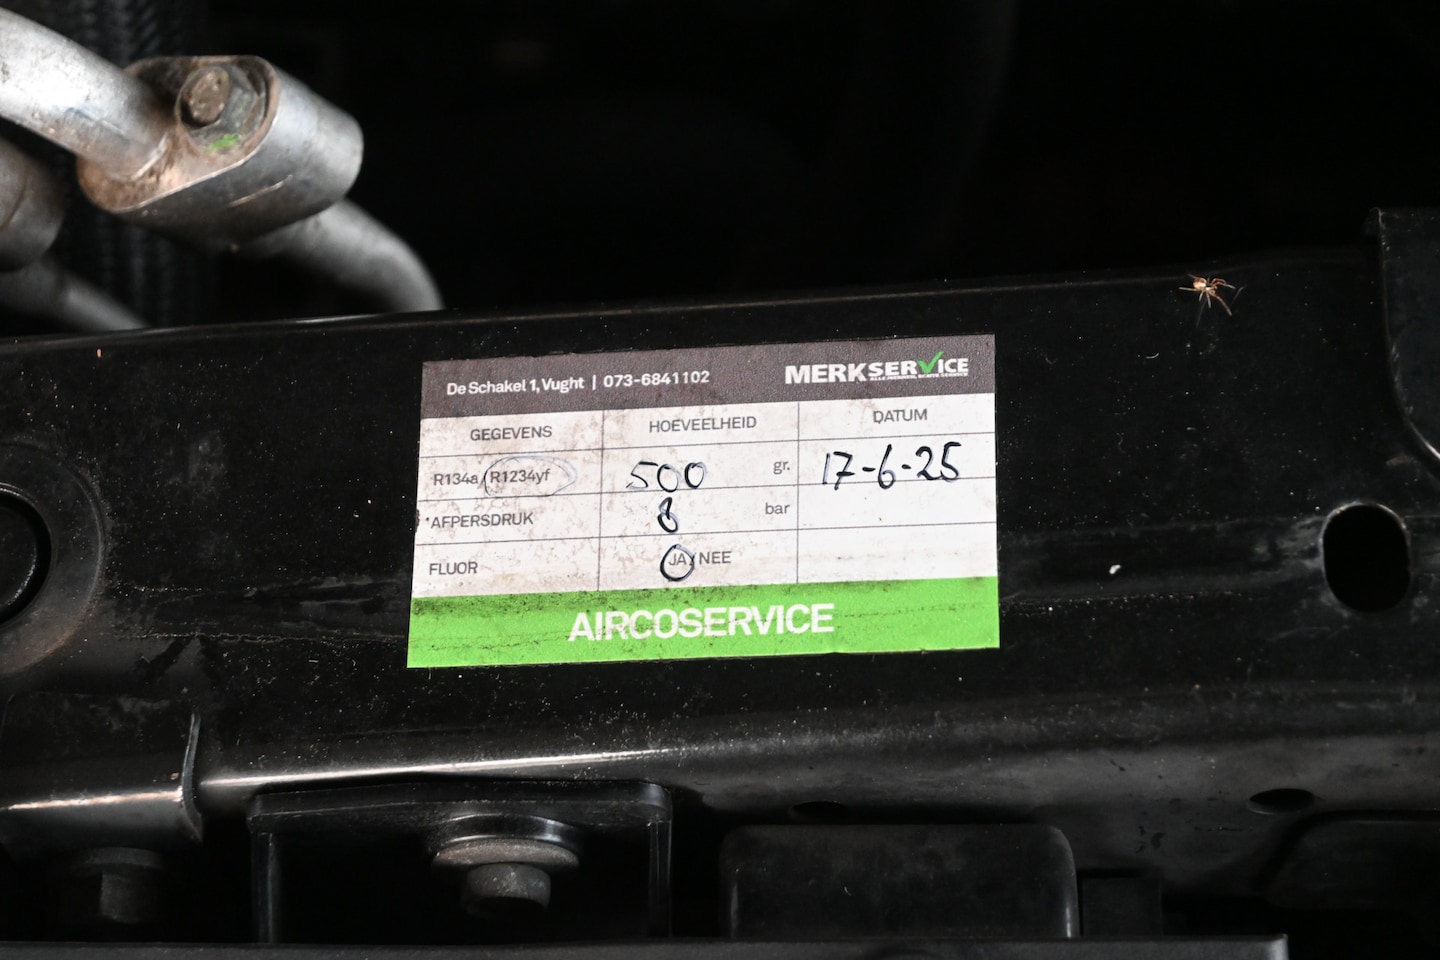 De Schakel 1, Vught | 073-6841102 MERKSERVICE
GEGEVENS HOEVEELHEID DATUM
R134a/R1234yf 500 gr. 17-6-25
AFPERSDRUK 8 bar
FLUOR JA/NEE
AIRCOSERVICE